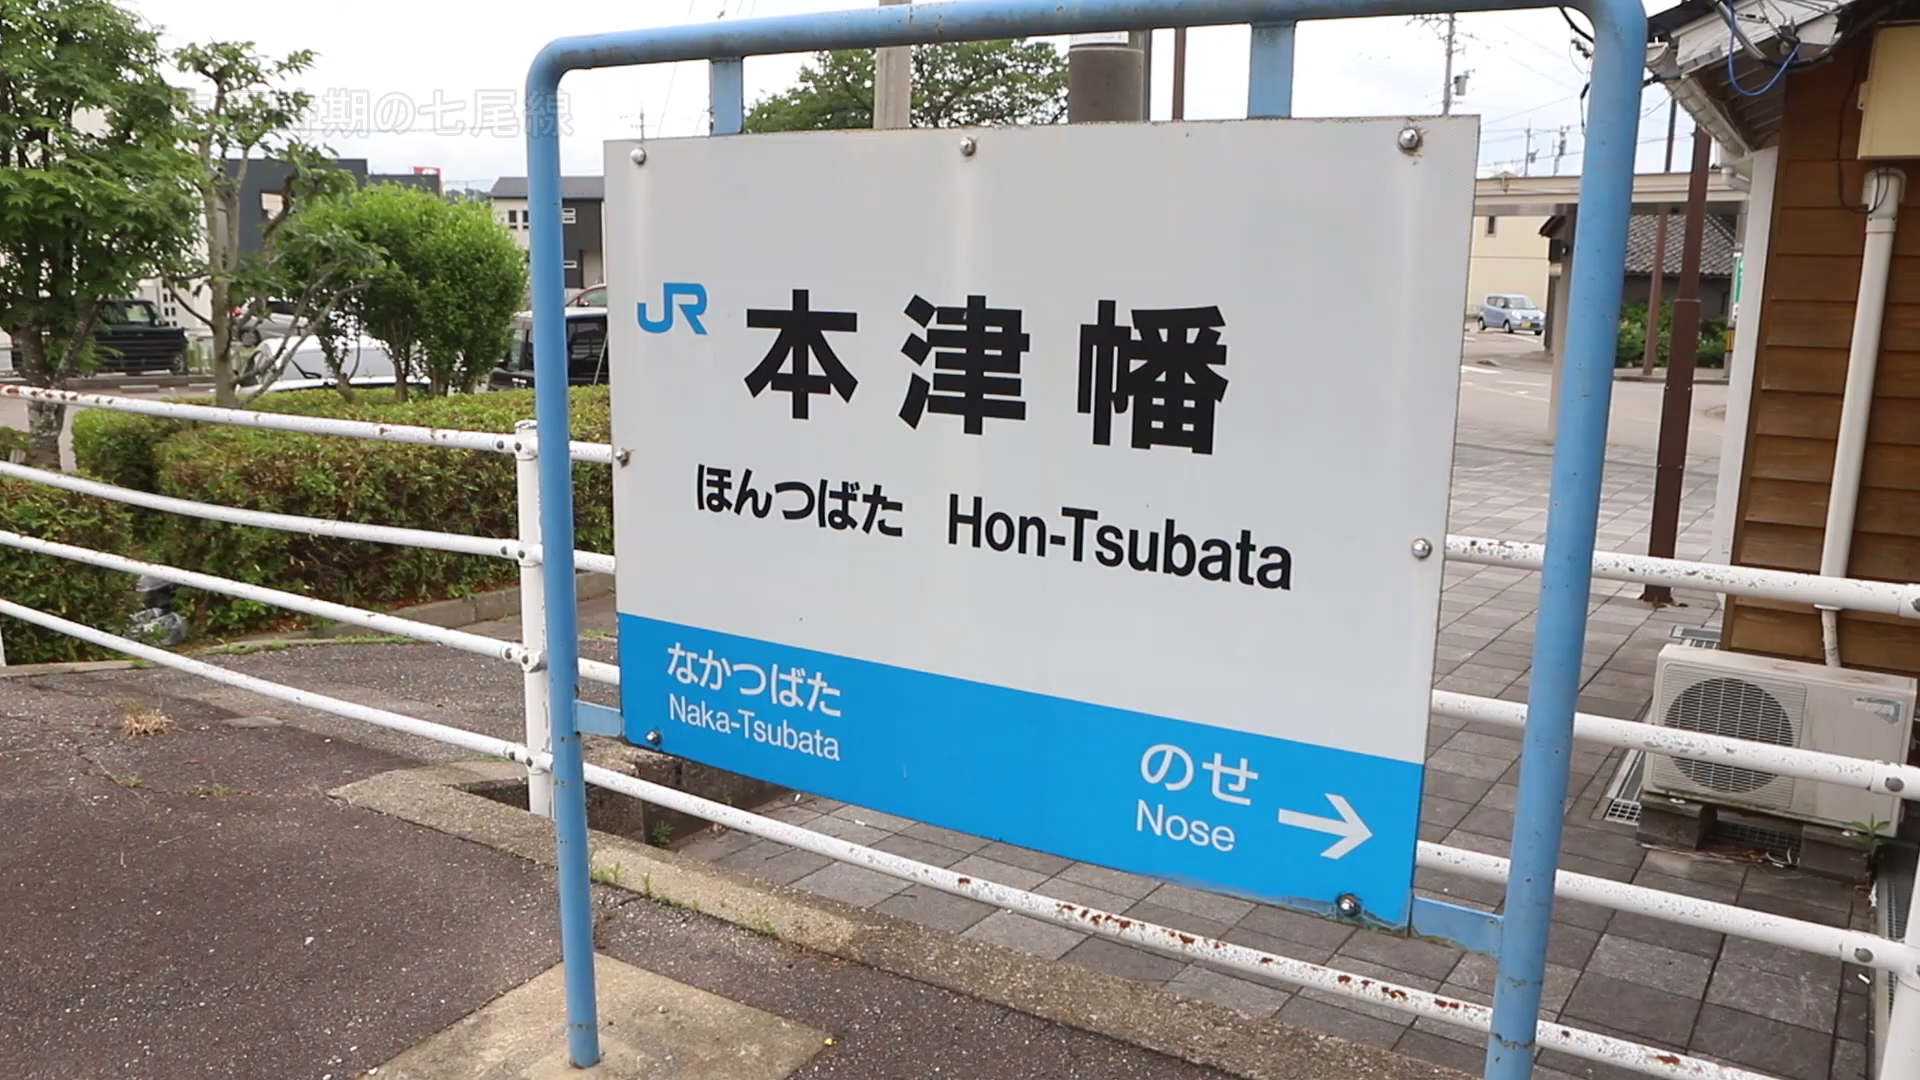 期の七尾線
JR 本津幡
ほんつばた Hon-Tsubata
なかつばた
Naka-Tsubata
のせ →
Nose